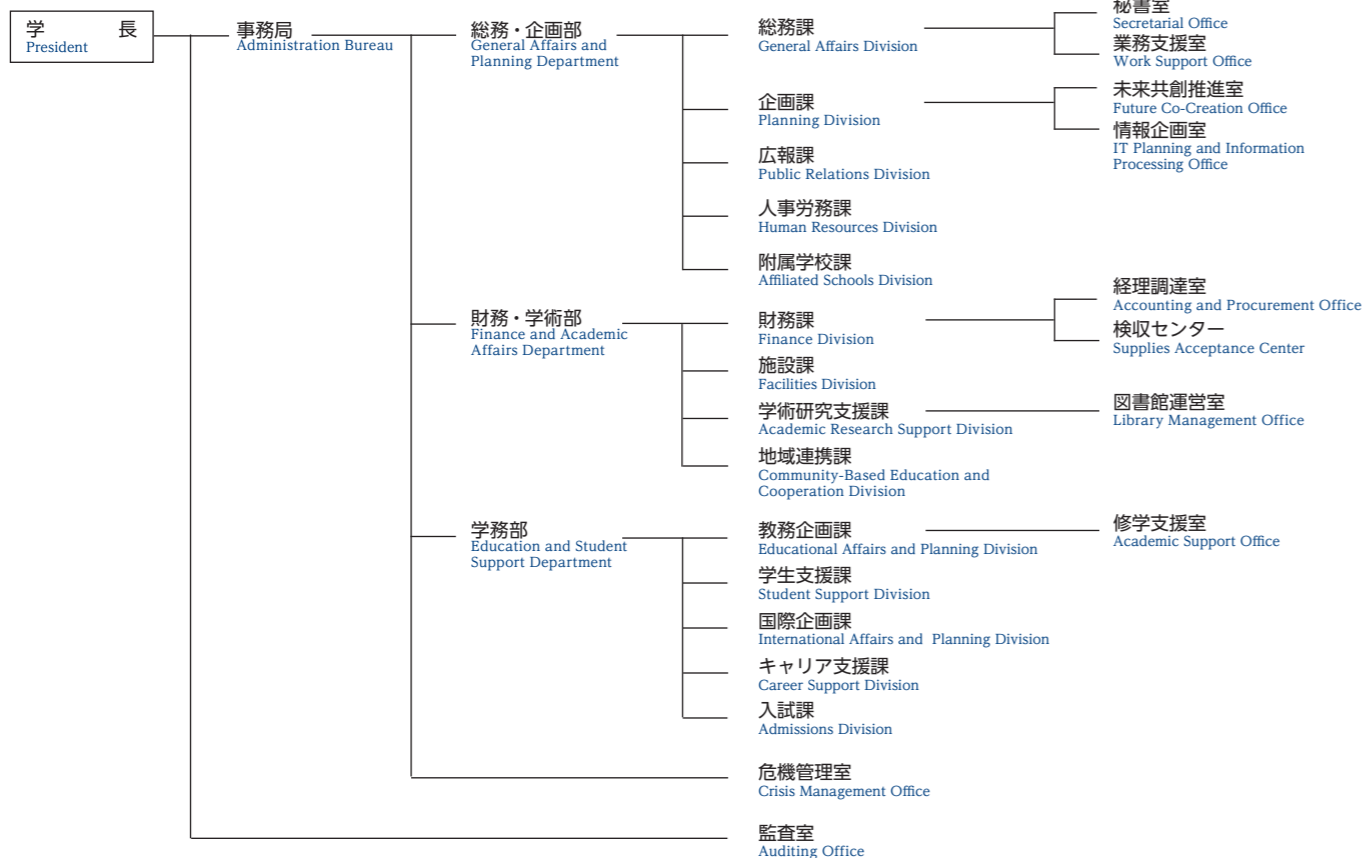 学 長
President
事務局
Administration Bureau
総務・企画部
General Affairs and
Planning Department
総務課
General Affairs Division
秘書室
Secretarial Office
業務支援室
Work Support Office
企画課
Planning Division
未来共創推進室
Future Co-Creation Office
情報企画室
IT Planning and Information
Processing Office
広報課
Public Relations Division
人事労務課
Human Resources Division
附属学校課
Affiliated Schools Division
財務・学術部
Finance and Academic
Affairs Department
財務課
Finance Division
経理調達室
Accounting and Procurement Office
検収センター
Supplies Acceptance Center
施設課
Facilities Division
学術研究支援課
Academic Research Support Division
図書館運営室
Library Management Office
地域連携課
Community-Based Education and
Cooperation Division
学務部
Education and Student
Support Department
教務企画課
Educational Affairs and Planning Division
修学支援室
Academic Support Office
学生支援課
Student Support Division
国際企画課
International Affairs and Planning Division
キャリア支援課
Career Support Division
入試課
Admissions Division
危機管理室
Crisis Management Office
監査室
Auditing Office